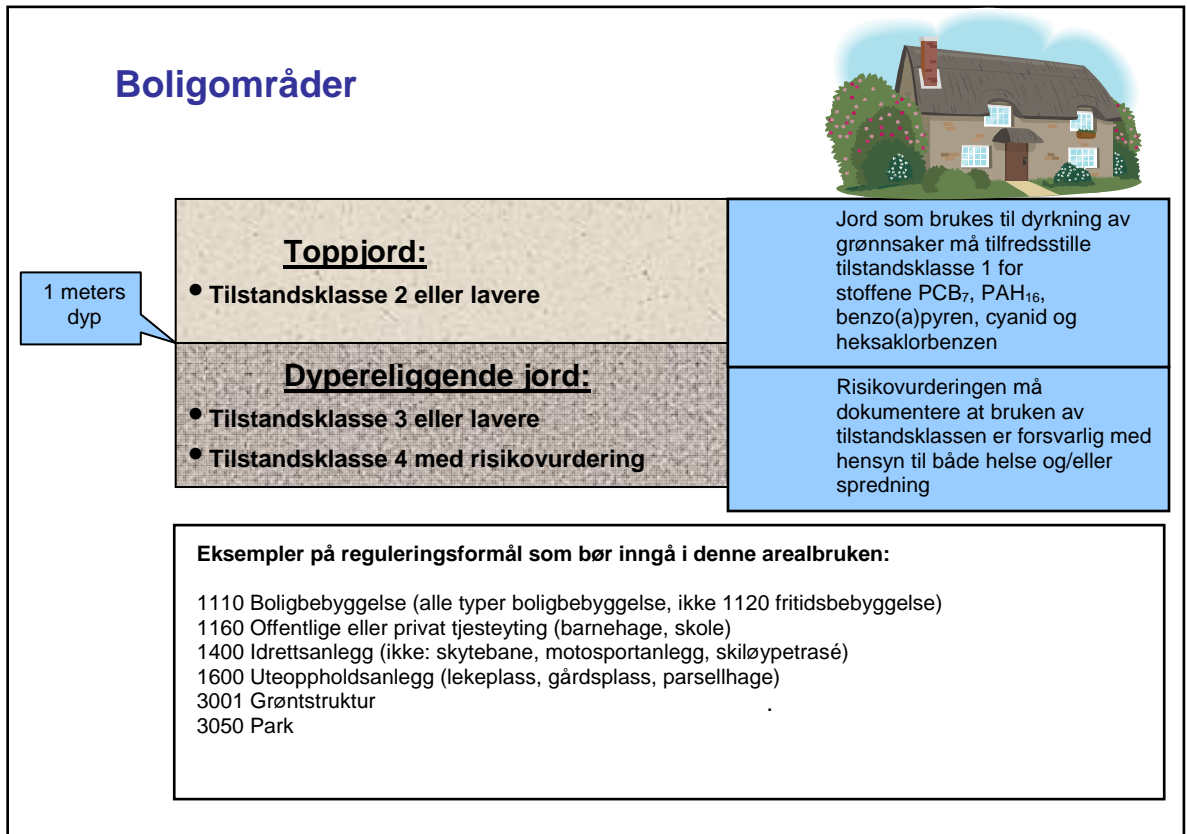 Boligområder
Toppjord:
• Tilstandsklasse 2 eller lavere
Jord som brukes til dyrkning av
grønnsaker må tilfredsstille
tilstandsklasse 1 for
stoffene PCB₇, PAH₁₆,
benzo(a)pyren, cyanid og
heksaklorbenzen
1 meters
dyp
Dypereliggende jord:
• Tilstandsklasse 3 eller lavere
• Tilstandsklasse 4 med risikovurdering
Risikovurderingen må
dokumentere at bruken av
tilstandsklassen er forsvarlig med
hensyn til både helse og/eller
spredning
Eksempler på reguleringsformål som bør inngå i denne arealbruken:
1110 Boligbebyggelse (alle typer boligbebyggelse, ikke 1120 fritidsbebyggelse)
1160 Offentlige eller privat tjesteyting (barnehage, skole)
1400 Idrettsanlegg (ikke: skytebane, motosportanlegg, skiløypetrasé)
1600 Uteoppholdsanlegg (lekeplass, gårdsplass, parsellhage)
3001 Grøntstruktur .
3050 Park